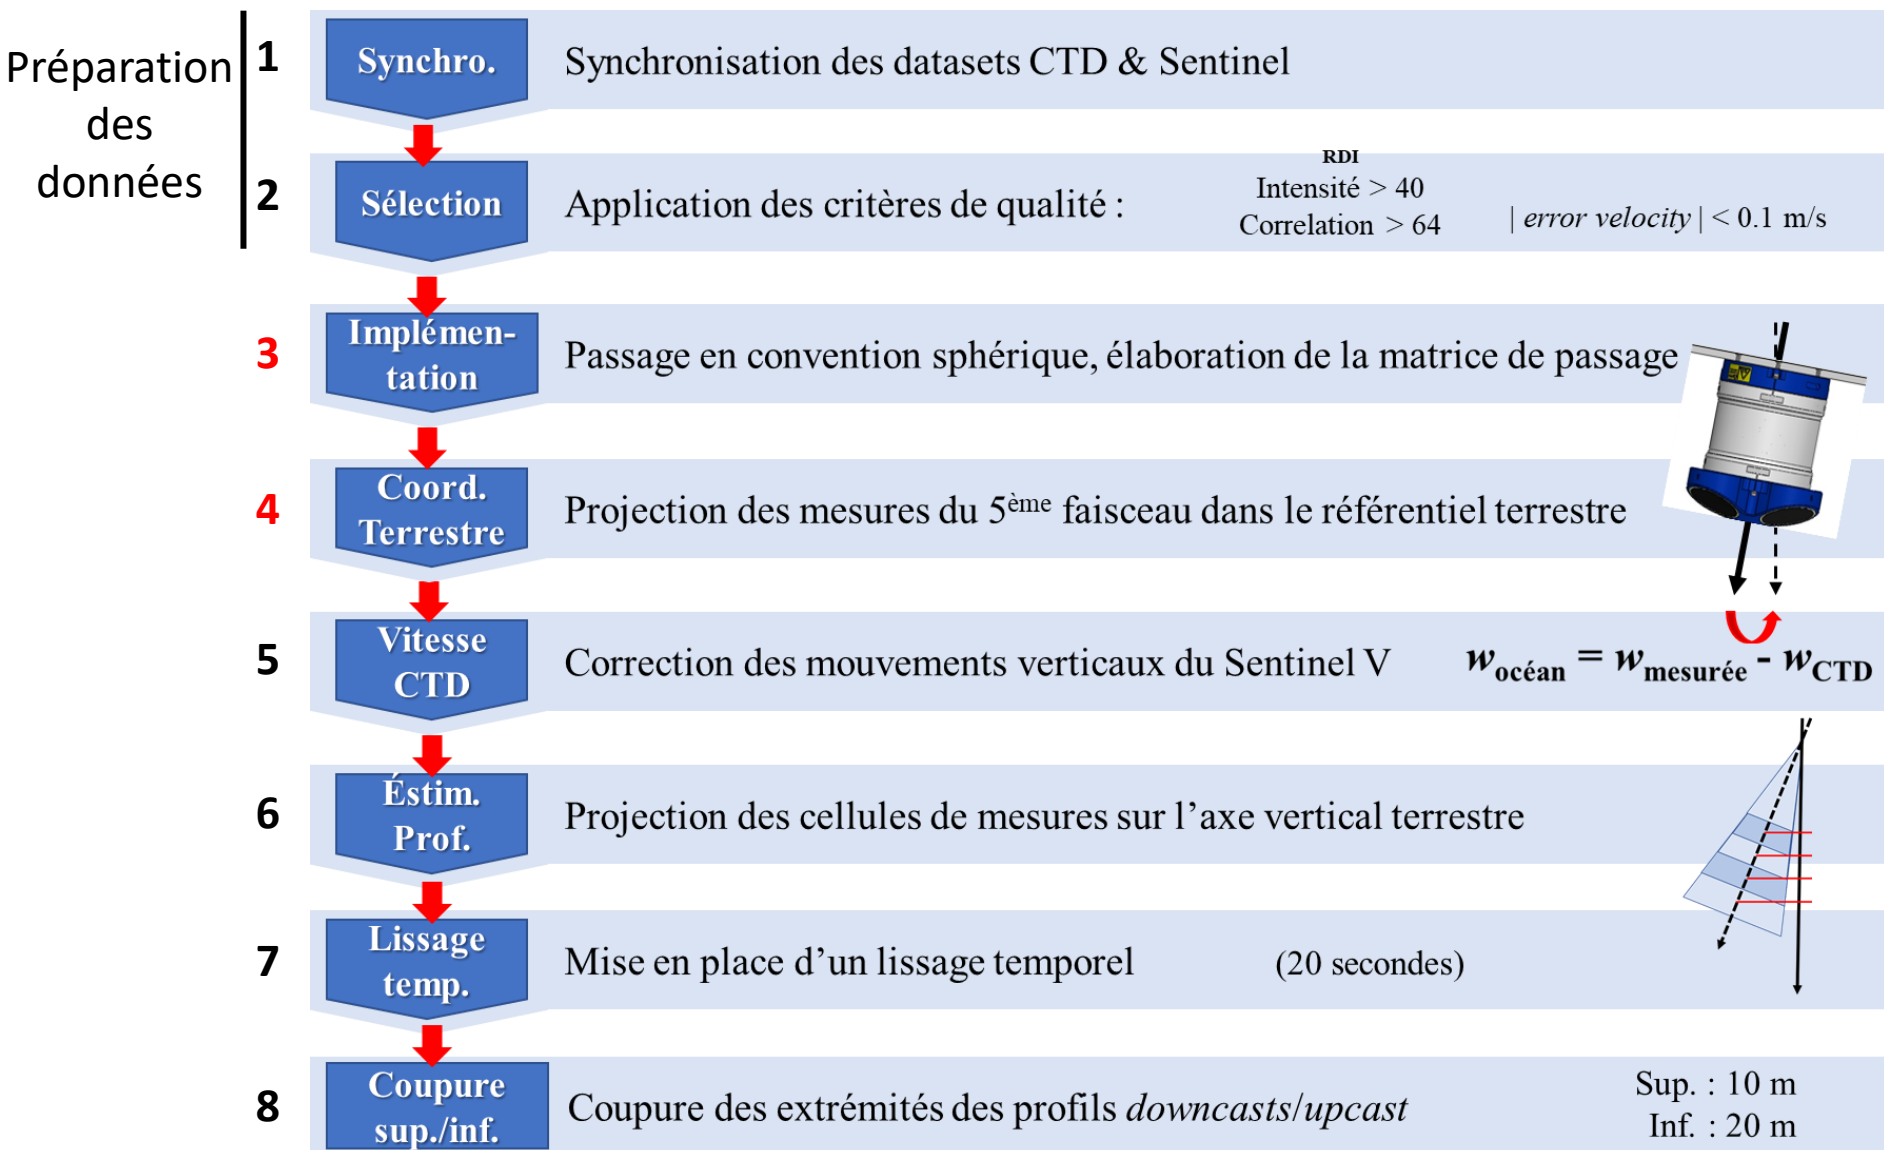 Préparation
des
données
1
Synchro.
Synchronisation des datasets CTD & Sentinel
2
Sélection
Application des critères de qualité :
RDI
Intensité > 40
Correlation > 64
| error velocity | < 0.1 m/s
3
Implémen-
tation
Passage en convention sphérique, élaboration de la matrice de passage
4
Coord.
Terrestre
Projection des mesures du 5ème faisceau dans le référentiel terrestre
5
Vitesse
CTD
Correction des mouvements verticaux du Sentinel V
wocéan = wmesurée - wCTD
6
Éstim.
Prof.
Projection des cellules de mesures sur l’axe vertical terrestre
7
Lissage
temp.
Mise en place d’un lissage temporel (20 secondes)
8
Coupure
sup./inf.
Coupure des extrémités des profils downcasts/upcast
Sup. : 10 m
Inf. : 20 m